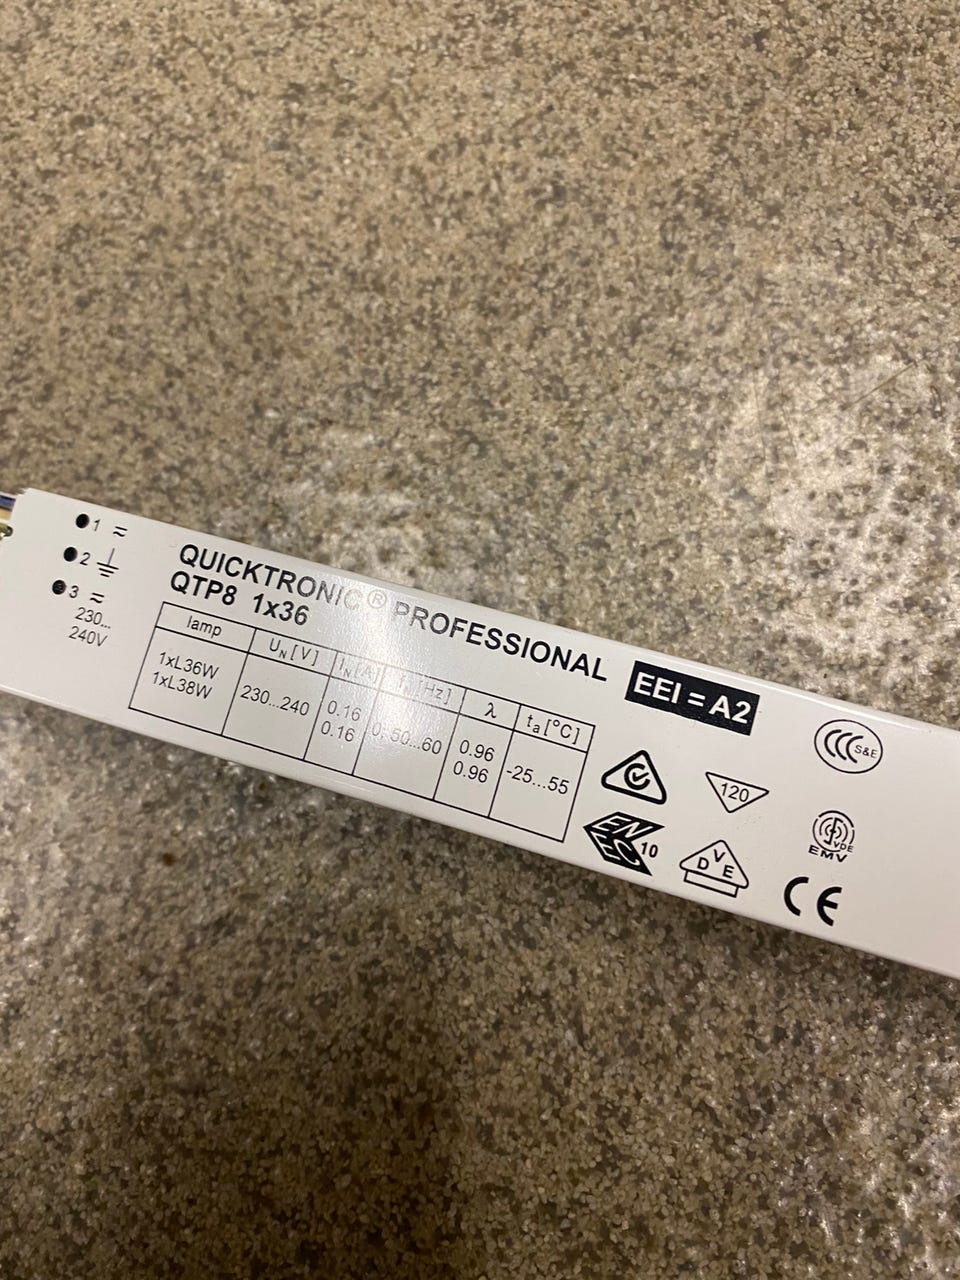 1
2
3
230...
240V
QUICKTRONIC® PROFESSIONAL
QTP8 1x36
EEI = A2
lamp UN [V] IN [A] fN [Hz] λ ta [°C]
1xL36W 230...240 0.16 0, 50...60 0.96 -25...55
1xL38W 0.16 0.96
S&E
120
EN EC 10
D V E
VDE
EMV
CE